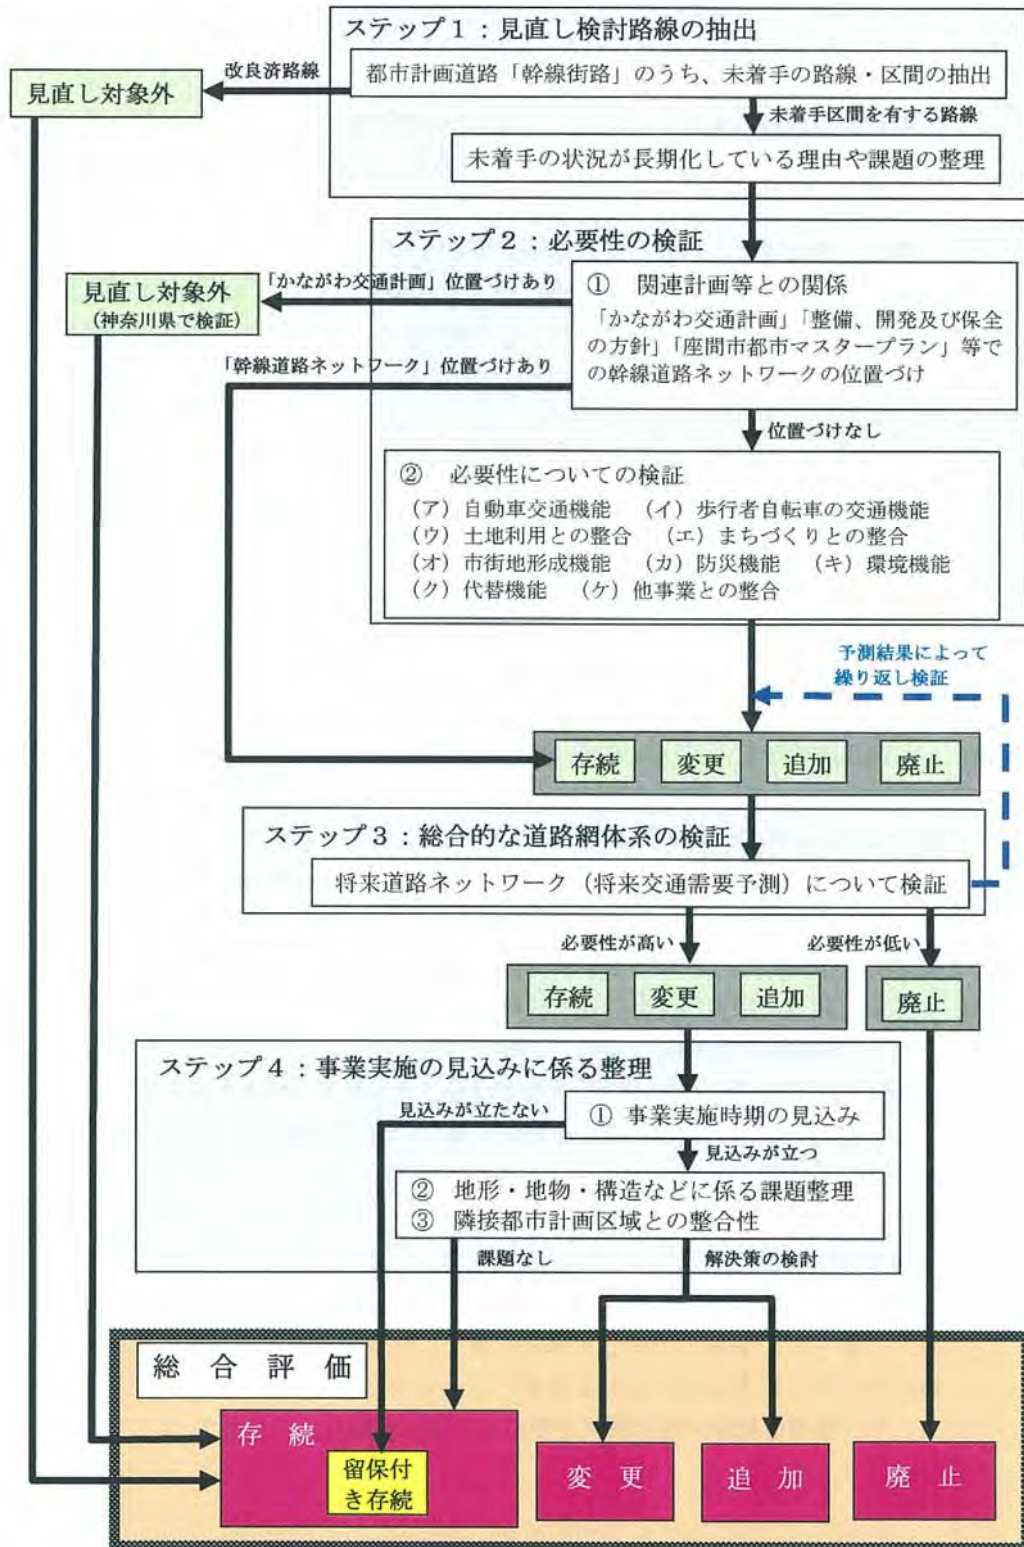 ステップ1：見直し検討路線の抽出
都市計画道路「幹線街路」のうち、未着手の路線・区間の抽出
改良済路線
見直し対象外
未着手区間を有する路線
未着手の状況が長期化している理由や課題の整理
ステップ2：必要性の検証
「かながわ交通計画」位置づけあり
見直し対象外
（神奈川県で検証）
① 関連計画等との関係
「かながわ交通計画」「整備、開発及び保全
の方針」「座間市都市マスタープラン」等で
の幹線道路ネットワークの位置づけ
「幹線道路ネットワーク」位置づけあり
位置づけなし
② 必要性についての検証
（ア）自動車交通機能 （イ）歩行者自転車の交通機能
（ウ）土地利用との整合 （エ）まちづくりとの整合
（オ）市街地形成機能 （カ）防災機能 （キ）環境機能
（ク）代替機能 （ケ）他事業との整合
予測結果によって
繰り返し検証
存続 変更 追加 廃止
ステップ3：総合的な道路網体系の検証
将来道路ネットワーク（将来交通需要予測）について検証
必要性が高い
必要性が低い
存続 変更 追加
廃止
ステップ4：事業実施の見込みに係る整理
見込みが立たない
① 事業実施時期の見込み
見込みが立つ
② 地形・地物・構造などに係る課題整理
③ 隣接都市計画区域との整合性
課題なし
解決策の検討
総合評価
存続
留保付
き存続
変更
追加
廃止